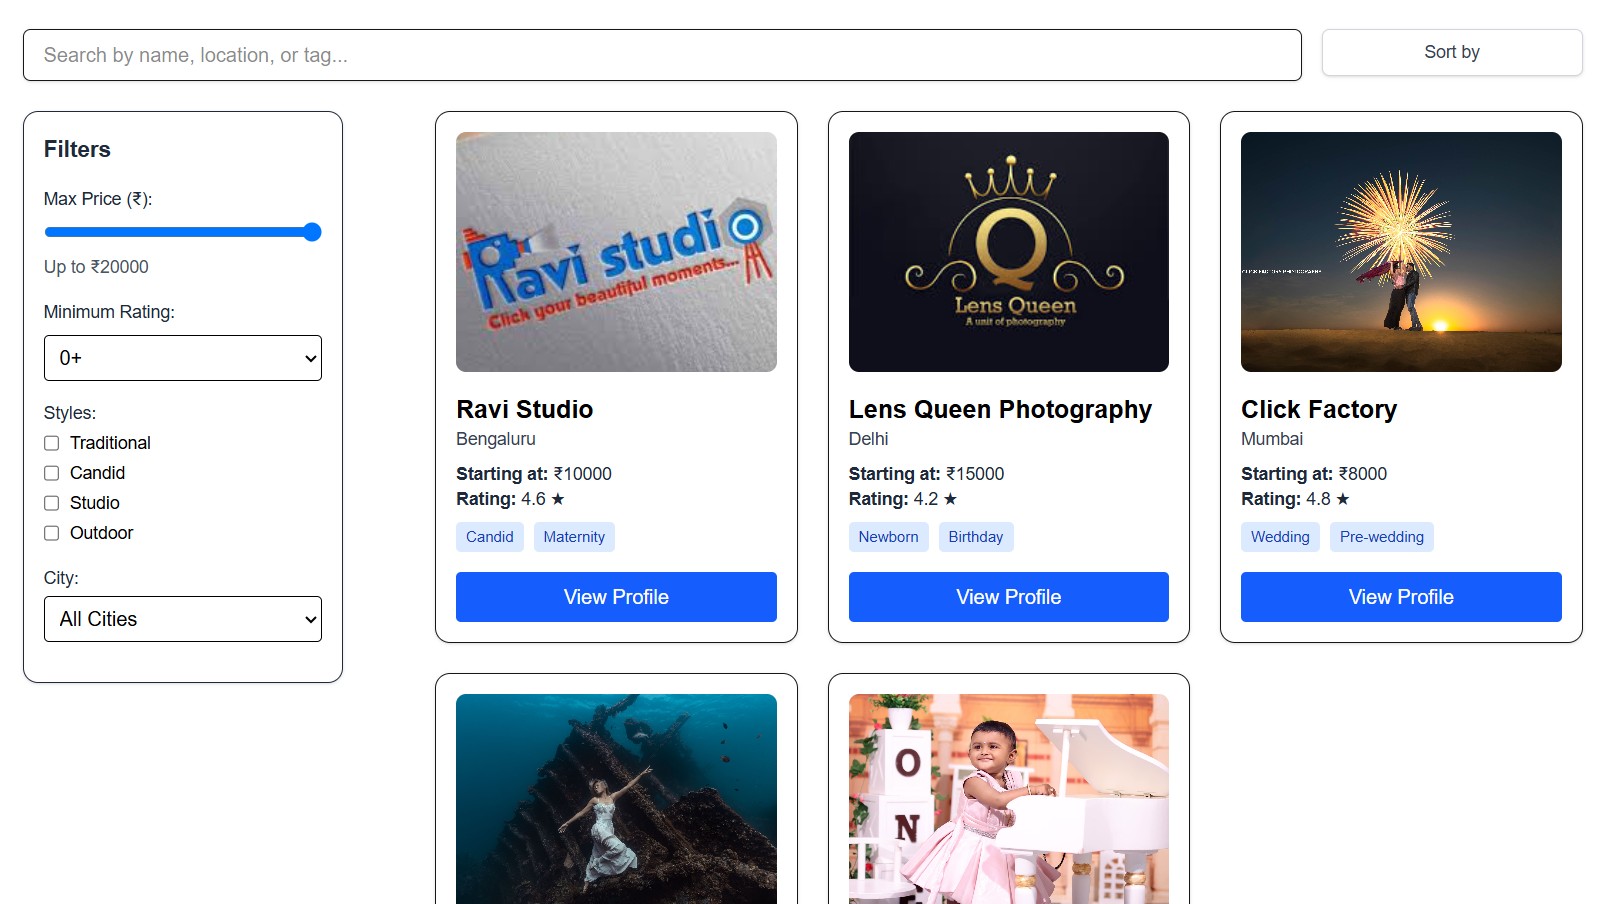 Search by name, location, or tag...
Sort by
Filters
Max Price (₹):
Up to ₹20000
Minimum Rating:
0+
Styles:
Traditional
Candid
Studio
Outdoor
City:
All Cities
Ravi studio
Click your beautiful moments...
Ravi Studio
Bengaluru
Starting at: ₹10000
Rating: 4.6 ★
Candid
Maternity
View Profile
Q
Lens Queen
A unit of photography
Lens Queen Photography
Delhi
Starting at: ₹15000
Rating: 4.2 ★
Newborn
Birthday
View Profile
CLICK FACTORY PHOTOGRAPHY
Click Factory
Mumbai
Starting at: ₹8000
Rating: 4.8 ★
Wedding
Pre-wedding
View Profile
O
N
E